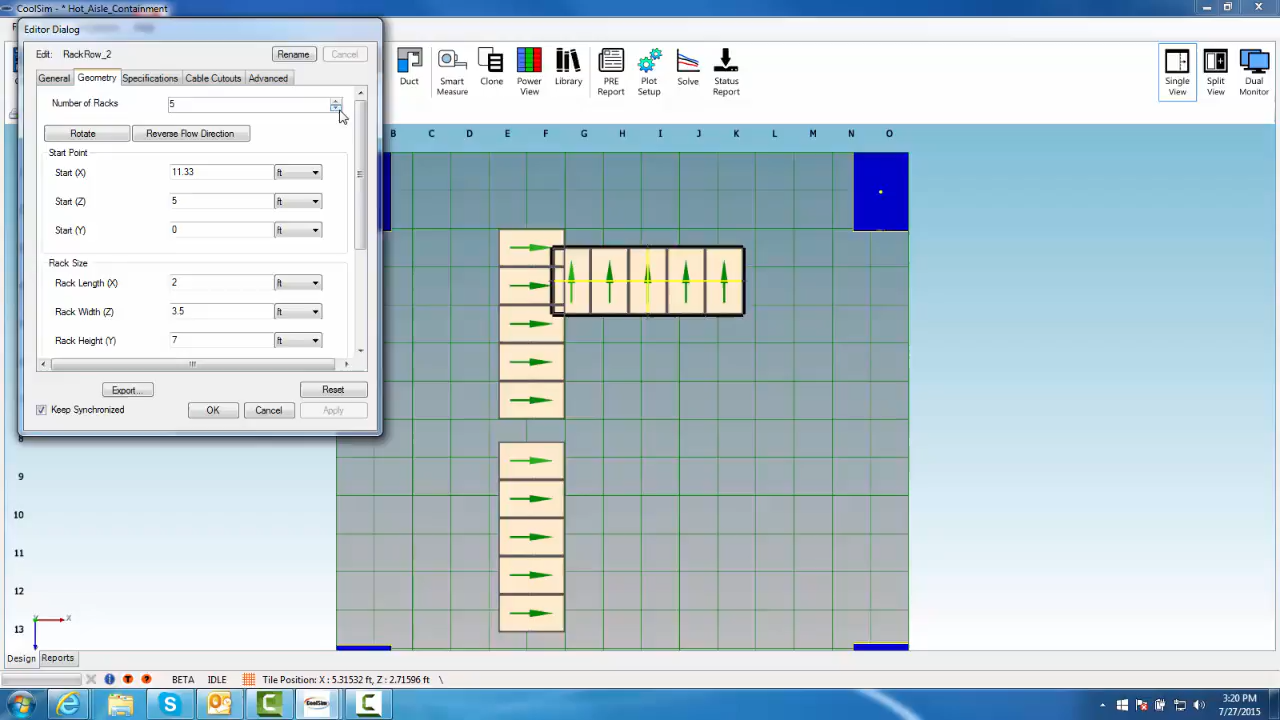 CoolSim - * Hot_Aisle_Containment
Editor Dialog
Edit: RackRow_2
Rename
Cancel
General
Geometry
Specifications
Cable Cutouts
Advanced
Number of Racks
5
Rotate
Reverse Flow Direction
Start Point
Start (X)
11.33
ft
Start (Z)
5
ft
Start (Y)
0
ft
Rack Size
Rack Length (X)
2
ft
Rack Width (Z)
3.5
ft
Rack Height (Y)
7
ft
Export...
Reset
Keep Synchronized
OK
Cancel
Apply
Duct
Smart
Measure
Clone
Power
View
Library
PRE
Report
Plot
Setup
Solve
Status
Report
Single
View
Split
View
Dual
Monitor
B C D E F G H I J K L M N O
8
9
10
11
12
13
X
Design
Reports
BETA
IDLE
Tile Position: X : 5.31532 ft, Z : 2.71596 ft
CoolSim
3:20 PM
7/27/2015